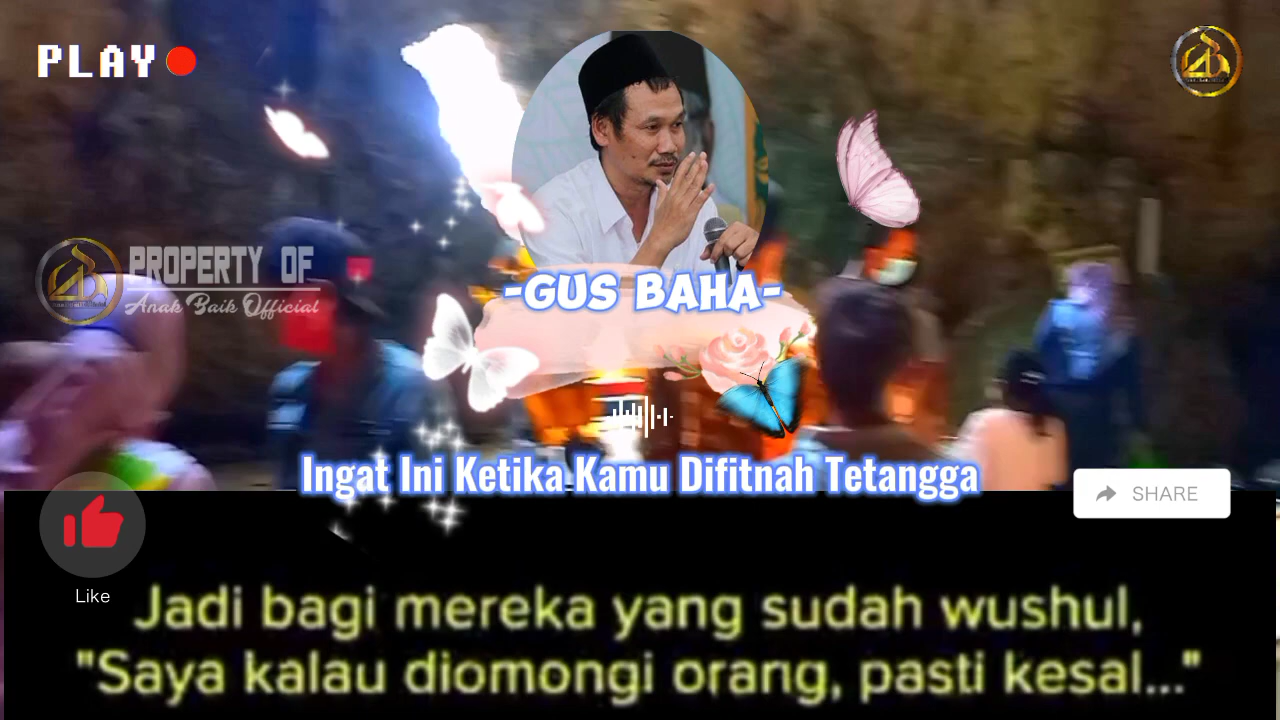 PLAY
PROPERTY OF
Anak Baik Official
-GUS BAHA-
Ingat Ini Ketika Kamu Difitnah Tetangga
SHARE
Like
Jadi bagi mereka yang sudah wushul,
"Saya kalau diomongi orang, pasti kesal..."